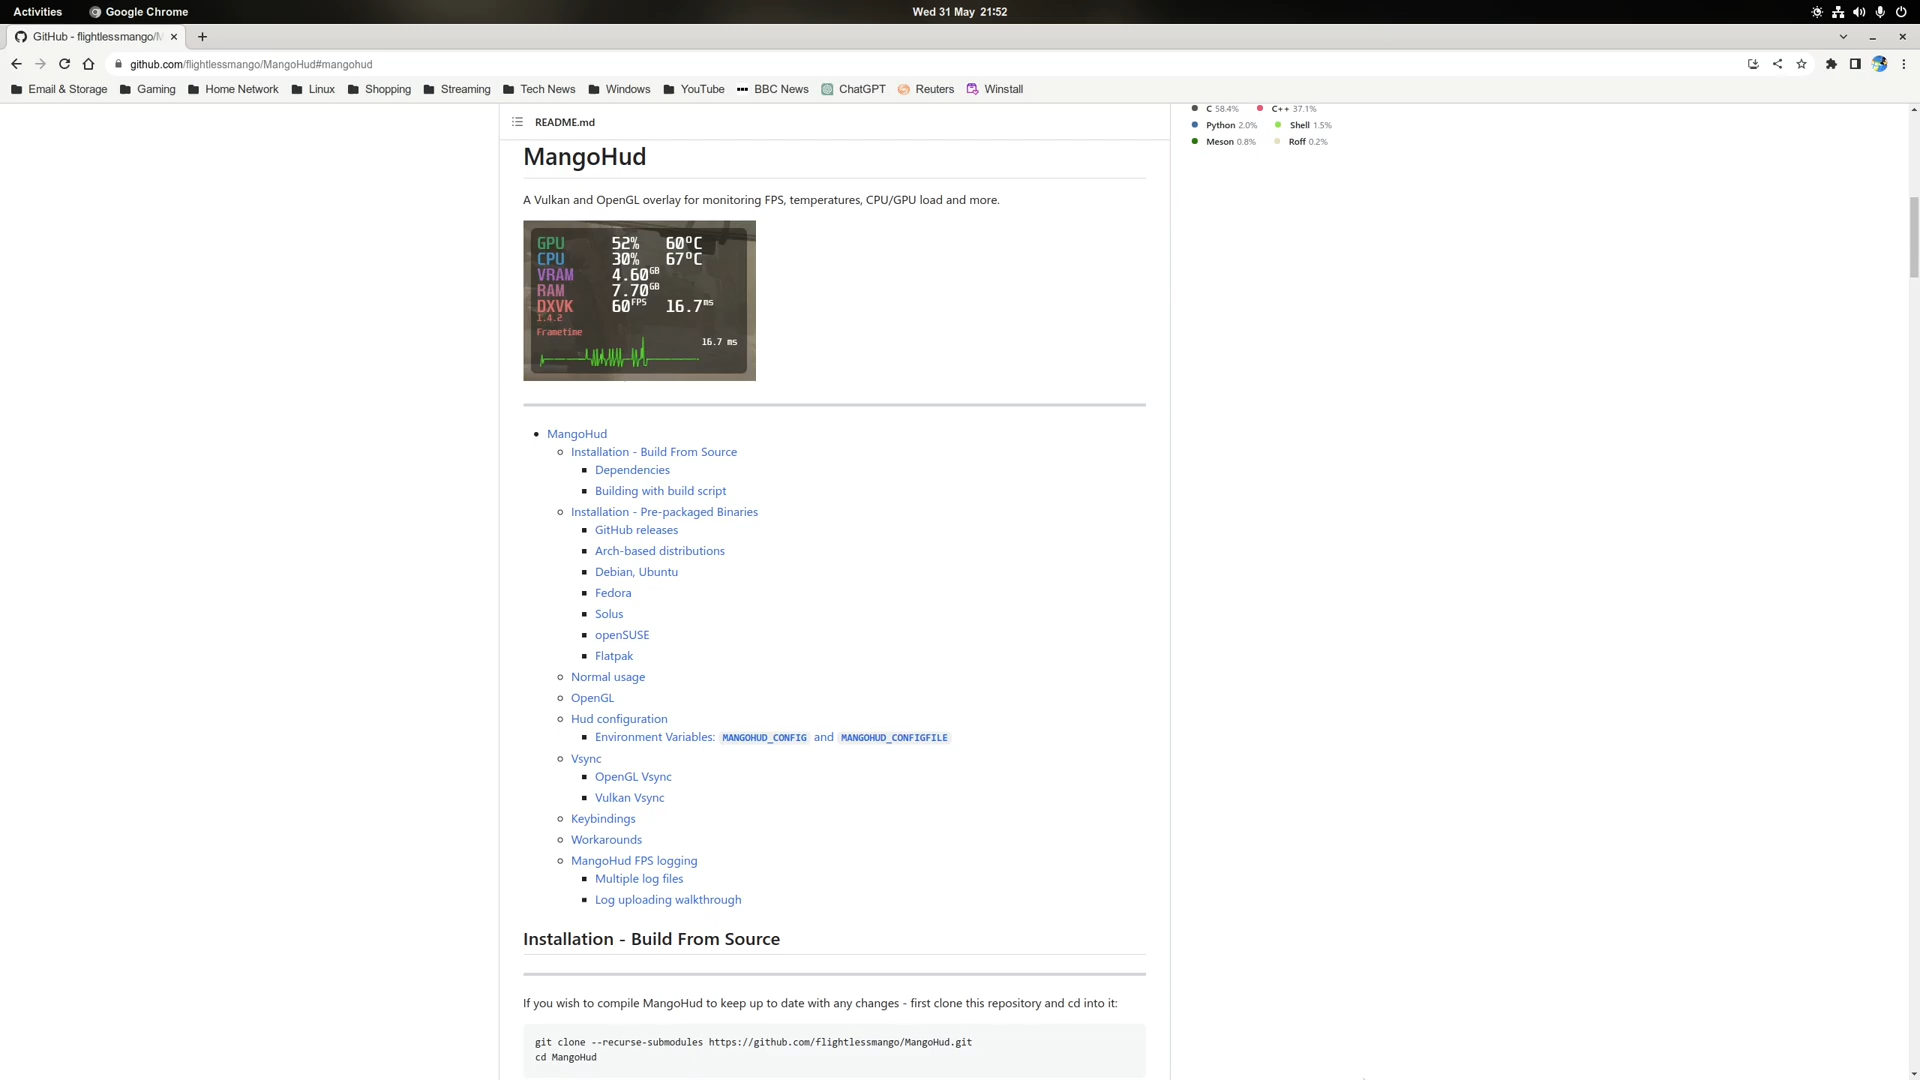 Activities
Google Chrome
Wed 31 May 21:52
GitHub - flightlessmango/M
github.com/flightlessmango/MangoHud#mangohud
Email & Storage
Gaming
Home Network
Linux
Shopping
Streaming
Tech News
Windows
YouTube
BBC News
ChatGPT
Reuters
Winstall
README.md
C 58.4%
C++ 37.1%
Python 2.0%
Shell 1.5%
Meson 0.8%
Roff 0.2%
MangoHud
A Vulkan and OpenGL overlay for monitoring FPS, temperatures, CPU/GPU load and more.
GPU 52% 60°C
CPU 30% 67°C
VRAM 4.60GB
RAM 7.70GB
DXVK 60FPS 16.7ms
1.4.2
Frametime
16.7 ms
MangoHud
Installation - Build From Source
Dependencies
Building with build script
Installation - Pre-packaged Binaries
GitHub releases
Arch-based distributions
Debian, Ubuntu
Fedora
Solus
openSUSE
Flatpak
Normal usage
OpenGL
Hud configuration
Environment Variables: MANGOHUD_CONFIG and MANGOHUD_CONFIGFILE
Vsync
OpenGL Vsync
Vulkan Vsync
Keybindings
Workarounds
MangoHud FPS logging
Multiple log files
Log uploading walkthrough
Installation - Build From Source
If you wish to compile MangoHud to keep up to date with any changes - first clone this repository and cd into it:
git clone --recurse-submodules https://github.com/flightlessmango/MangoHud.git
cd MangoHud